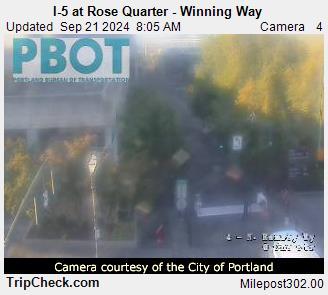 I-5 at Rose Quarter - Winning Way
Updated Sep 21 2024 8:05 AM Camera 4
PBOT
PORTLAND BUREAU OF TRANSPORTATION
Camera courtesy of the City of Portland
TripCheck.com Milepost302.00